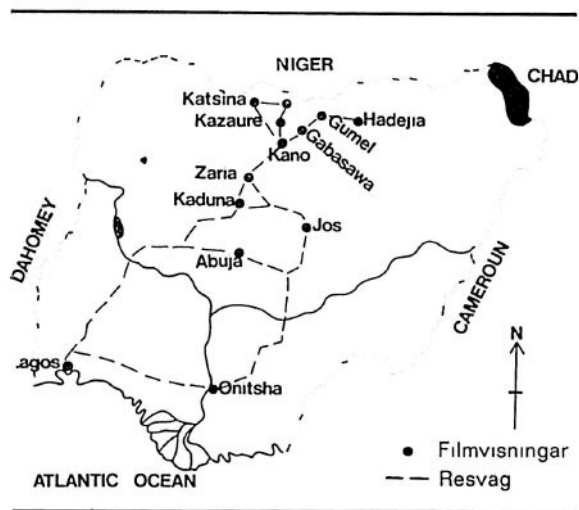 NIGER
CHAD
Katsina
Kazaure
Gumel
Hadejia
Gabasawa
Kano
Zaria
Kaduna
Jos
Abuja
DAHOMEY
CAMEROUN
agos
Onitsha
N
ATLANTIC OCEAN
Filmvisningar
Resvag